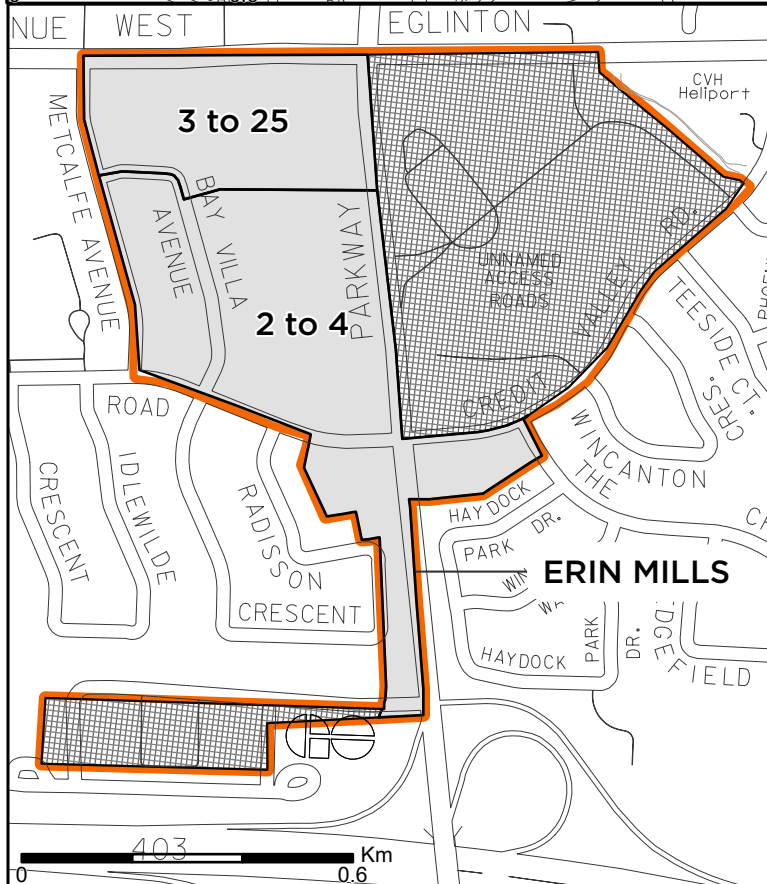 NUE WEST EGLINTON
CVH
Heliport
3 to 25
METCALFE AVENUE
BAY VILLA
AVENUE
PARKWAY
2 to 4
UNNAMED
ACCESS
ROADS
CREDIT VALLEY RD.
TEESIDE CT.
CRES.
ROAD
CRESCENT
IDLEWILDE
RADISSON
CRESCENT
WINCANTON
THE
HAYDOCK
PARK DR.
ERIN MILLS
HAYDOCK
PARK
DR.
EDGEFIELD
403
Km
0 0.6